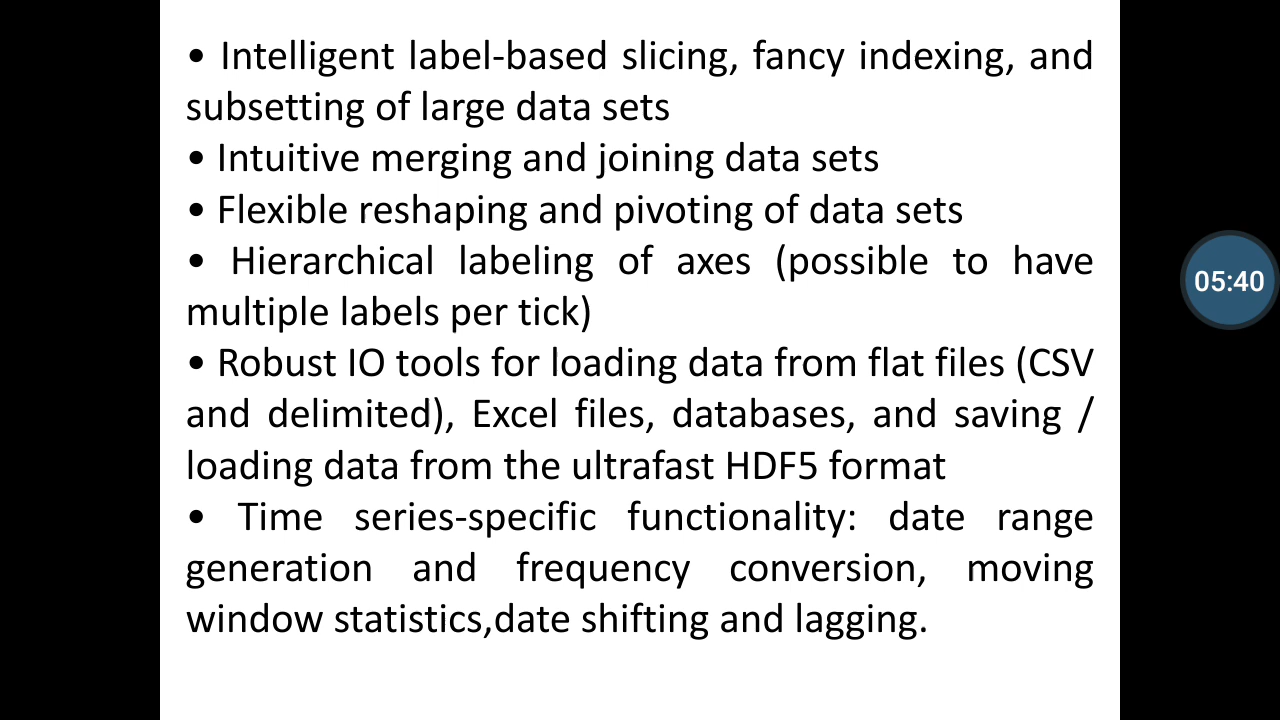 • Intelligent label-based slicing, fancy indexing, and
subsetting of large data sets
• Intuitive merging and joining data sets
• Flexible reshaping and pivoting of data sets
• Hierarchical labeling of axes (possible to have
multiple labels per tick)
• Robust IO tools for loading data from flat files (CSV
and delimited), Excel files, databases, and saving /
loading data from the ultrafast HDF5 format
• Time series-specific functionality: date range
generation and frequency conversion, moving
window statistics,date shifting and lagging.
05:40